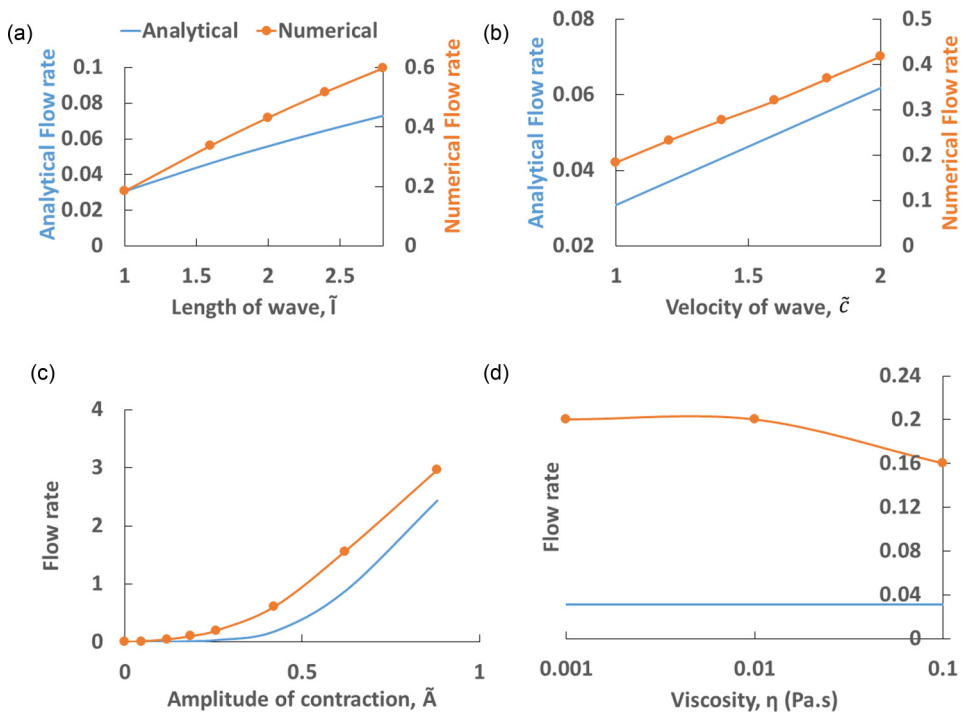 (a)
Analytical
Numerical
Analytical Flow rate
0.1
0.08
0.06
0.04
0.02
0
0.6
0.4
0.2
0
Numerical Flow rate
1
1.5
2
2.5
Length of wave, l̃
(b)
Analytical Flow rate
0.08
0.06
0.04
0.02
0.5
0.4
0.3
0.2
0.1
0
Numerical Flow rate
1
1.5
2
Velocity of wave, c̃
(c)
Flow rate
4
3
2
1
0
0
0.5
1
Amplitude of contraction, Ã
(d)
Flow rate
0.24
0.2
0.16
0.12
0.08
0.04
0
0.001
0.01
0.1
Viscosity, η (Pa.s)